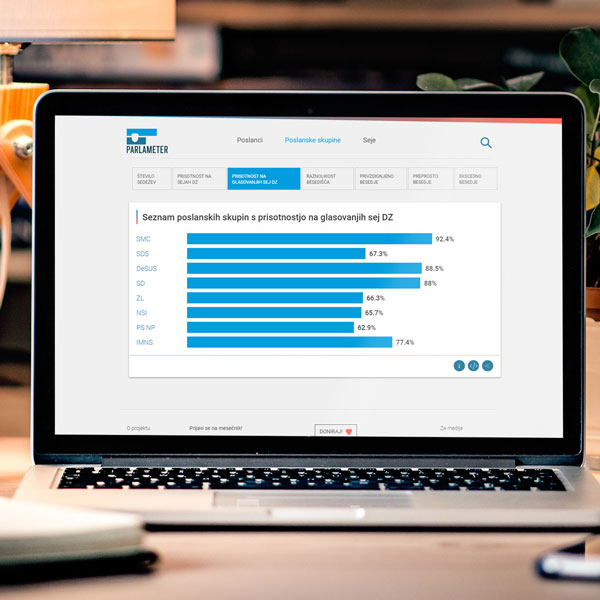 PARLAMETER
Poslanci
Poslanske skupine
Seje
ŠTEVILO
SEDEŽEV
PRISOTNOST NA
SEJAH DZ
PRISOTNOST NA
GLASOVANJIH SEJ DZ
RAZNOLIKOST
BESEDIŠČA
PRIVZDIGNJENO
BESEDJE
PREPROSTO
BESEDJE
BESEDJE
Seznam poslanskih skupin s prisotnostjo na glasovanjih sej DZ
SMC 92.4%
SDS 67.3%
DeSUS 88.5%
SD 88%
ZL 66.3%
NSI 65.7%
PS NP 62.9%
IMNS 77.4%
O projektu
Prijavi se na mesečnik!
DONIRAJ!
Za medije